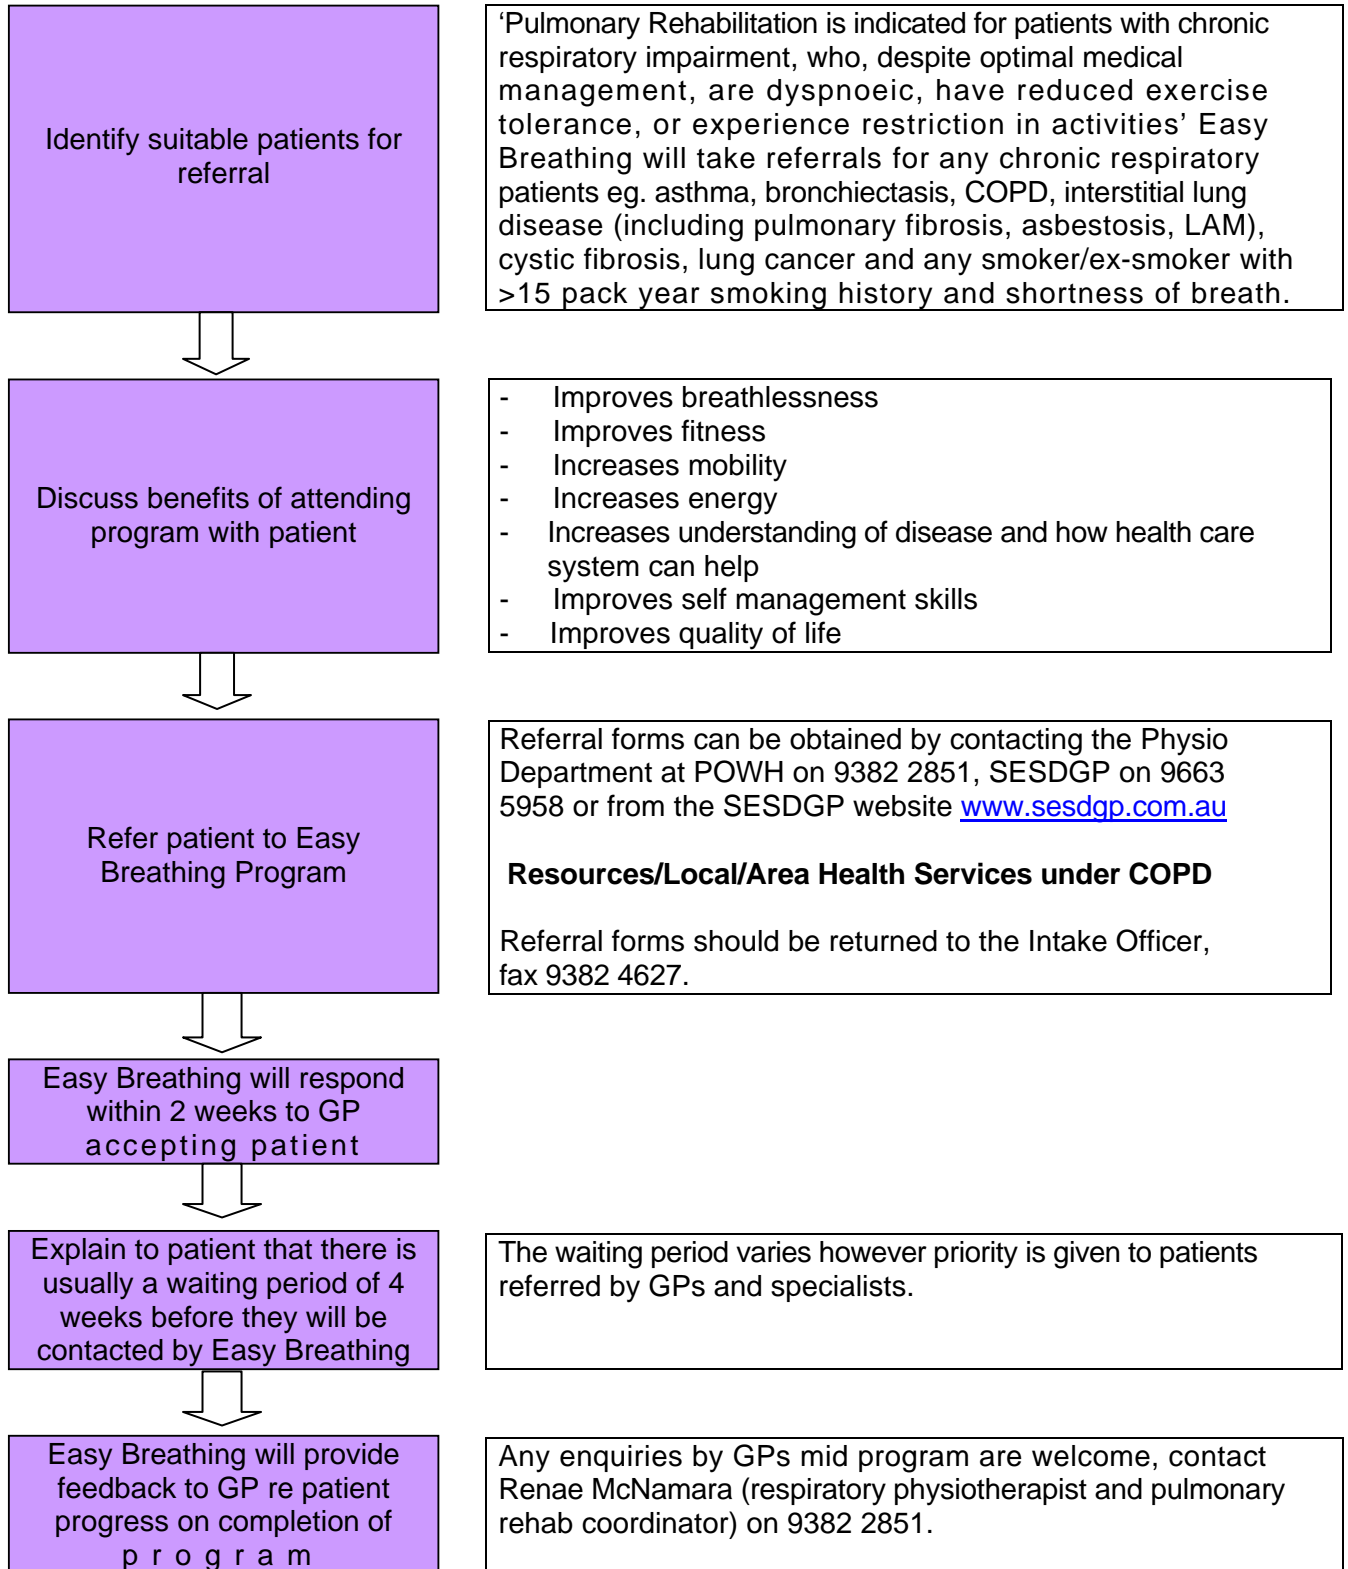 Identify suitable patients for
referral
‘Pulmonary Rehabilitation is indicated for patients with chronic
respiratory impairment, who, despite optimal medical
management, are dyspnoeic, have reduced exercise
tolerance, or experience restriction in activities’ Easy
Breathing will take referrals for any chronic respiratory
patients eg. asthma, bronchiectasis, COPD, interstitial lung
disease (including pulmonary fibrosis, asbestosis, LAM),
cystic fibrosis, lung cancer and any smoker/ex-smoker with
>15 pack year smoking history and shortness of breath.
Discuss benefits of attending
program with patient
- Improves breathlessness
- Improves fitness
- Increases mobility
- Increases energy
- Increases understanding of disease and how health care
system can help
- Improves self management skills
- Improves quality of life
Refer patient to Easy
Breathing Program
Referral forms can be obtained by contacting the Physio
Department at POWH on 9382 2851, SESDGP on 9663
5958 or from the SESDGP website www.sesdgp.com.au
Resources/Local/Area Health Services under COPD
Referral forms should be returned to the Intake Officer,
fax 9382 4627.
Easy Breathing will respond
within 2 weeks to GP
accepting patient
Explain to patient that there is
usually a waiting period of 4
weeks before they will be
contacted by Easy Breathing
The waiting period varies however priority is given to patients
referred by GPs and specialists.
Easy Breathing will provide
feedback to GP re patient
progress on completion of
program
Any enquiries by GPs mid program are welcome, contact
Renae McNamara (respiratory physiotherapist and pulmonary
rehab coordinator) on 9382 2851.